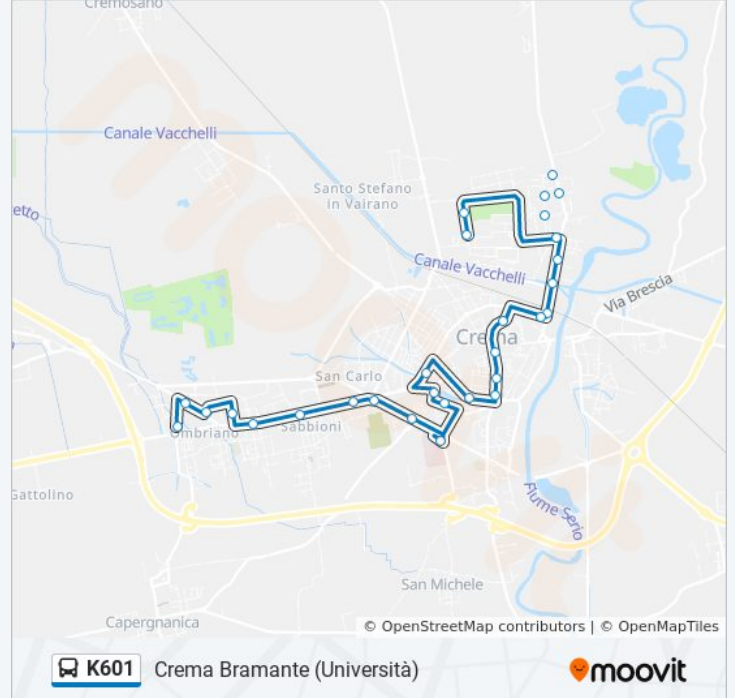 Cremosano
Canale Vacchelli
Santo Stefano
in Vairano
etto
Canale Vacchelli
Via Brescia
Crema
San Carlo
Ombriano
Sabbioni
Gattolino
Fiume Serio
San Michele
Capergnanica
© OpenStreetMap contributors | © OpenMapTiles
K601 Crema Bramante (Università)
moovit